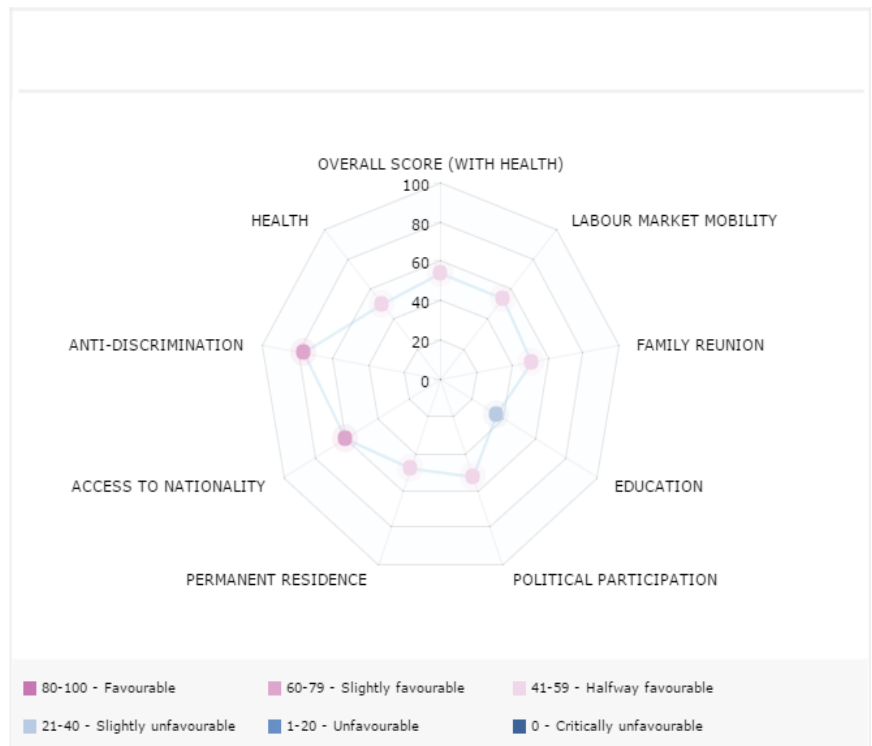 OVERALL SCORE (WITH HEALTH)
100
HEALTH
LABOUR MARKET MOBILITY
80
60
40
ANTI-DISCRIMINATION
FAMILY REUNION
20
0
ACCESS TO NATIONALITY
EDUCATION
PERMANENT RESIDENCE
POLITICAL PARTICIPATION
80-100 - Favourable
60-79 - Slightly favourable
41-59 - Halfway favourable
21-40 - Slightly unfavourable
1-20 - Unfavourable
0 - Critically unfavourable